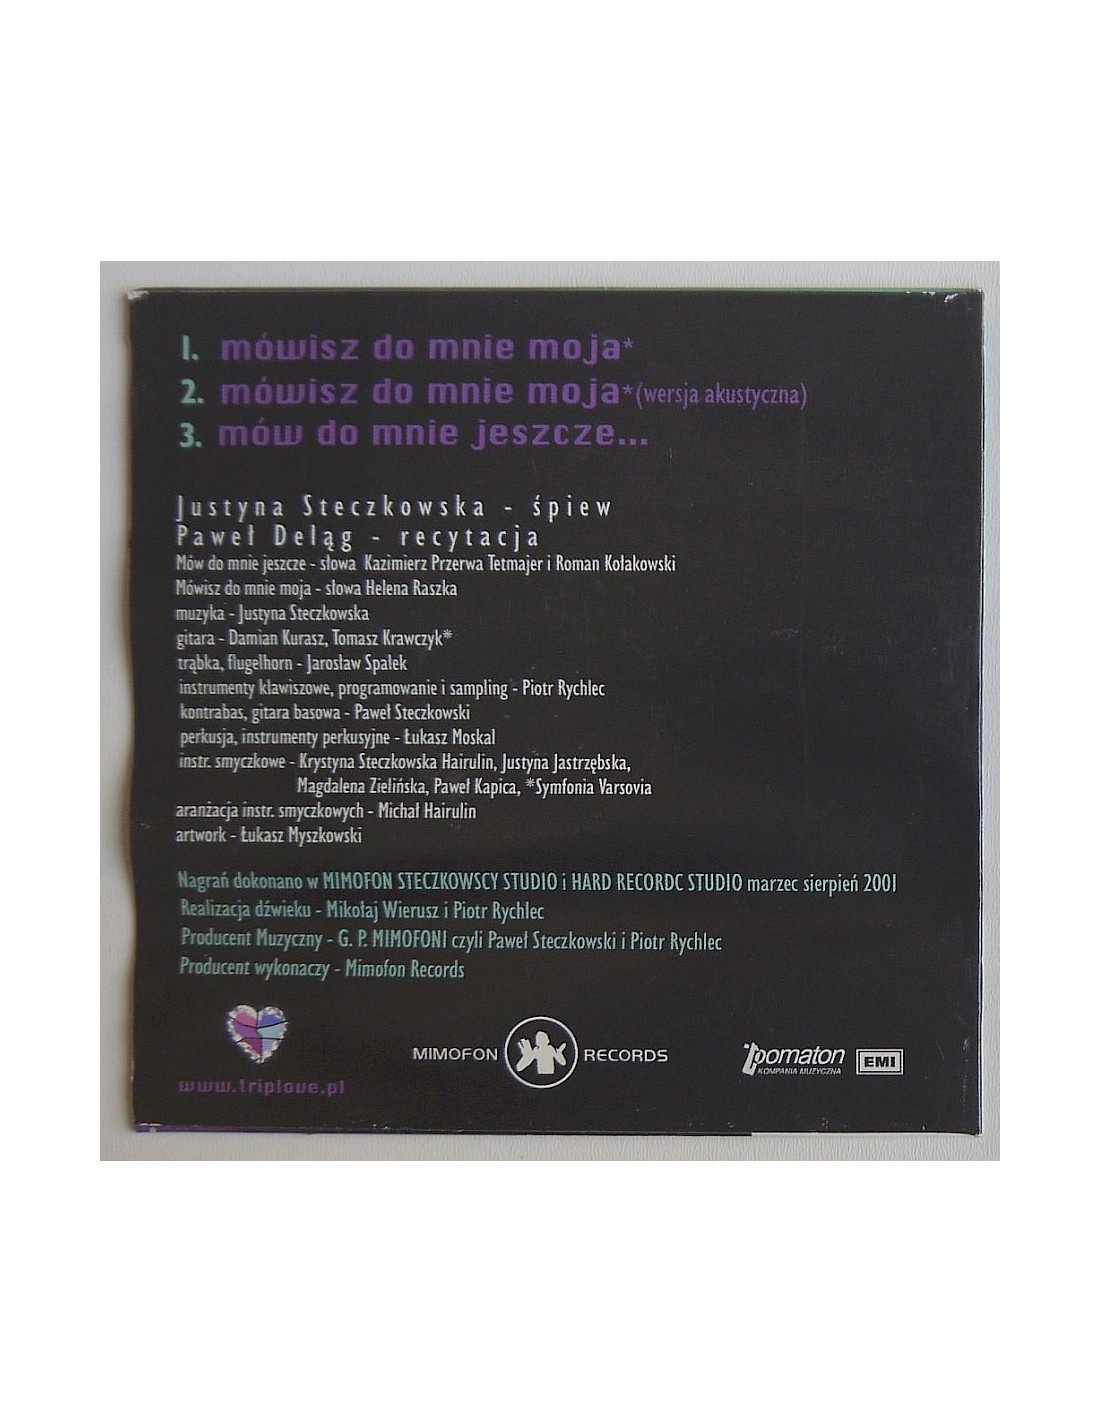 1. mówisz do mnie moja*
2. mówisz do mnie moja* (wersja akustyczna)
3. mów do mnie jeszcze...
Justyna Steczkowska - śpiew
Paweł Deląg - recytacja
Mów do mnie jeszcze - słowa Kazimierz Przerwa Tetmajer i Roman Kołakowski
Mówisz do mnie moja - słowa Helena Raszka
muzyka - Justyna Steczkowska
gitara - Damian Kurasz, Tomasz Krawczyk*
trąbka, flugelhorn - Jarosław Spałek
instrumenty klawiszowe, programowanie i sampling - Piotr Rychlec
kontrabas, gitara basowa - Paweł Steczkowski
perkusja, instrumenty perkusyjne - Łukasz Moskal
instr. smyczkowe - Krystyna Steczkowska Hairulin, Justyna Jastrzębska,
Magdalena Zielińska, Paweł Kapica, *Symfonia Varsovia
aranżacja instr. smyczkowych - Michał Hairulin
artwork - Łukasz Myszkowski
Nagrań dokonano w MIMOFON STECZKOWSCY STUDIO i HARD RECORDC STUDIO marzec sierpień 2001
Realizacja dźwieku - Mikołaj Wierusz i Piotr Rychlec
Producent Muzyczny - G. P. MIMOFONI czyli Paweł Steczkowski i Piotr Rychlec
Producent wykonaczy - Mimofon Records
MIMOFON RECORDS
pomaton EMI
KOMPANIA MUZYCZNA
www.triplove.pl